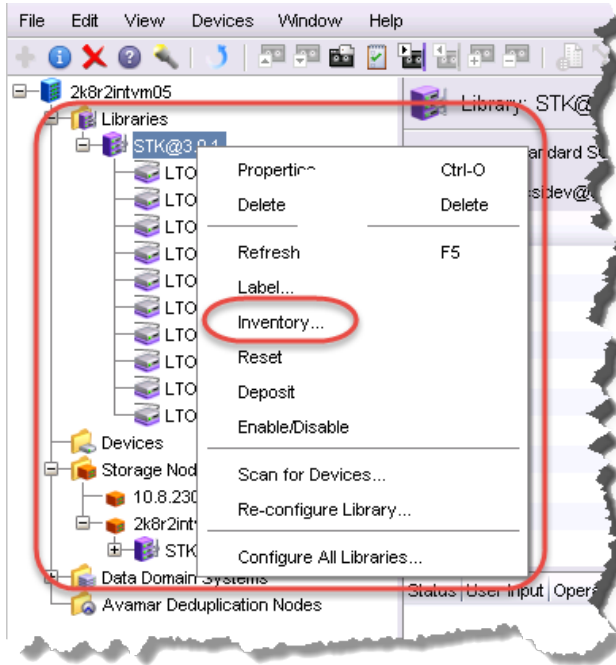 File Edit View Devices Window Help
2k8r2intvm05
Libraries
STK@3.0.1
LTO
LTO
LTO
LTO
LTO
LTO
LTO
LTO
LTO
LTO
Devices
Storage Nod
10.8.230
2k8r2int
STK
Data Domain Systems
Avamar Deduplication Nodes
Properties Ctrl-O
Delete Delete
Refresh F5
Label...
Inventory...
Reset
Deposit
Enable/Disable
Scan for Devices...
Re-configure Library...
Configure All Libraries...
Library: STK@
andard S
sidev@
Status User Input Opera